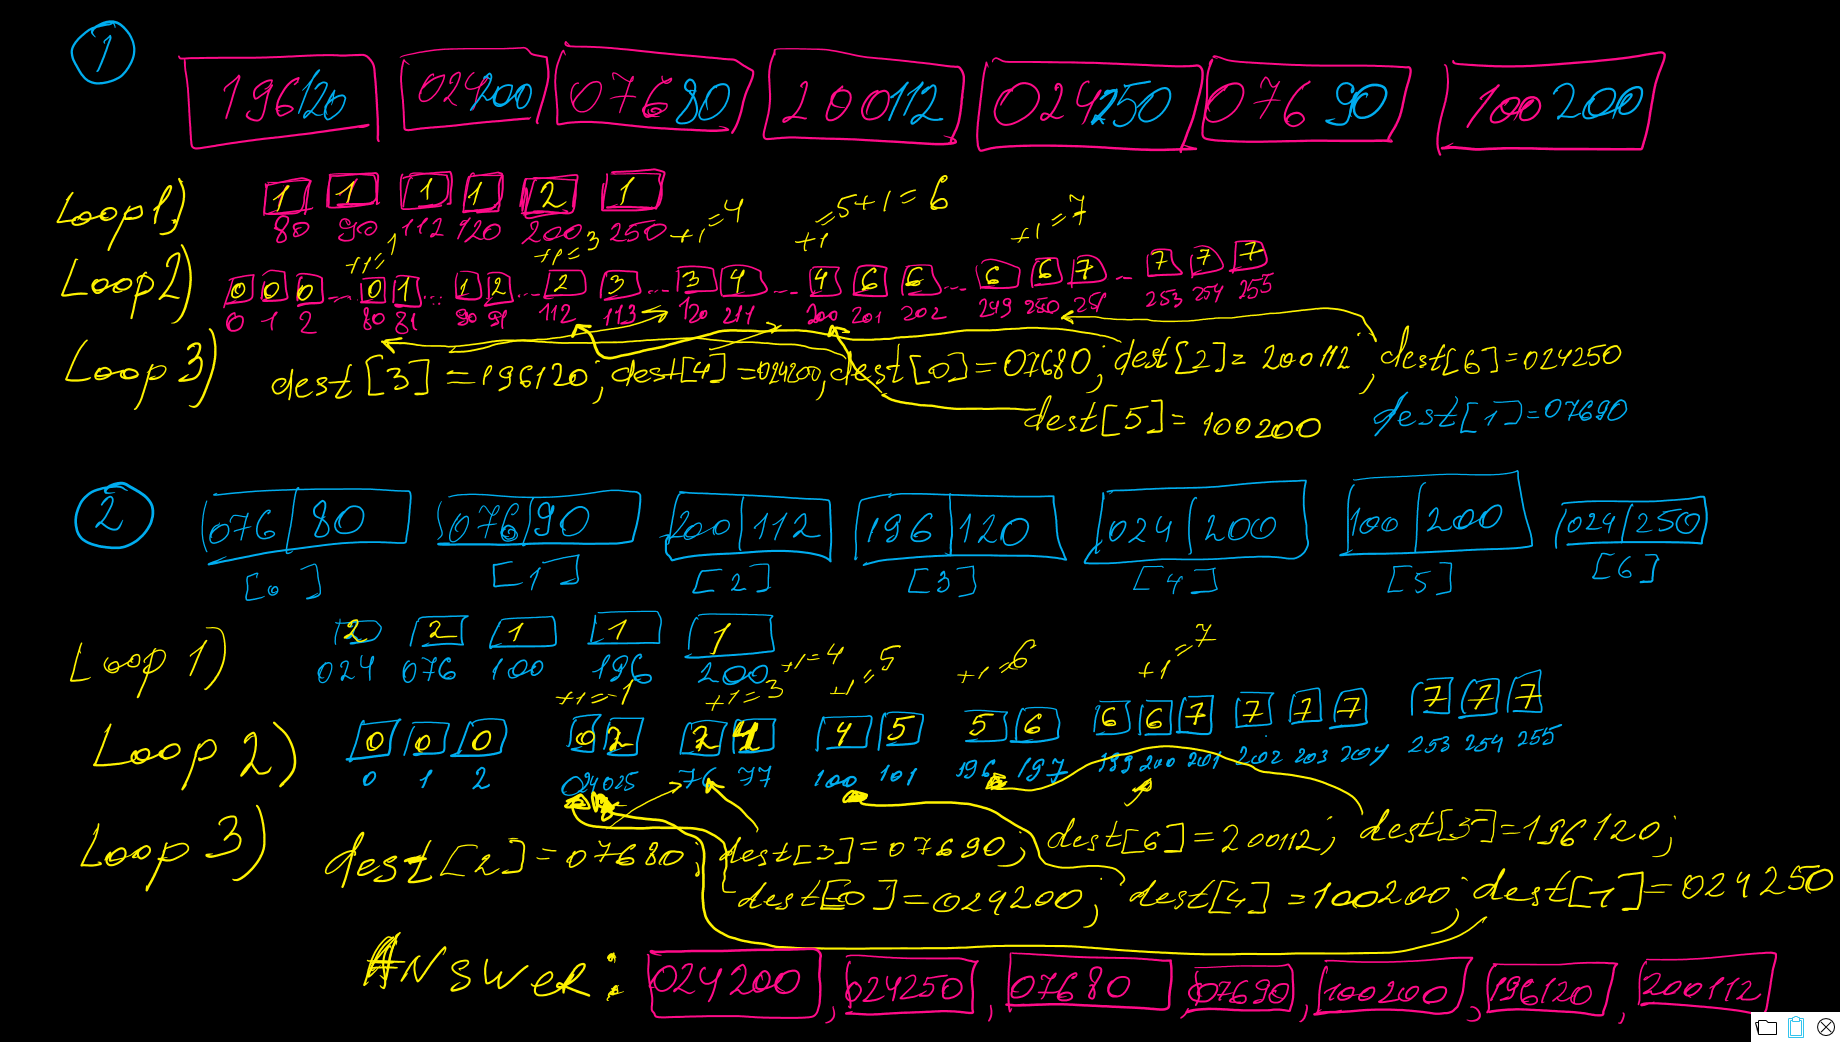 1
196120 024200 07680 200112 024250 07690 100200
Loop1) 1 1 1 1 2 1
80 90 112 120 200 250
+1=1 +1=3 +1=4 +1=5+1=6 +1=7
Loop2) 0 0 0 ... 0 1 ... 1 2 ... 2 3 ... 3 4 ... 4 6 6 ... 6 6 7 ... 7 7 7
0 1 2 80 81 90 91 112 113 120 211 200 201 202 249 250 251 253 254 255
Loop 3) dest[3]=196120; dest[4]=024200; dest[0]=07680; dest[2]=200112; dest[6]=024250
dest[5]=100200 dest[1]=07690
2
076|80 076|90 200|112 196|120 024|200 100|200 024|250
[0] [1] [2] [3] [4] [5] [6]
Loop 1) 2 2 1 1 1
024 076 100 196 200
+1=1 +1=3 +1=4 +1=5 +1=6 +1=7
Loop 2) 0 0 0 0 2 2 4 4 5 5 6 6 6 7 7 7 7 7 7 7
0 1 2 024 025 76 77 100 101 196 197 199 200 201 202 203 204 253 254 255
Loop 3) dest[2]=07680; dest[3]=07690; dest[6]=200112; dest[5]=196120;
dest[0]=024200; dest[4]=100200; dest[1]=024250
Answer: 024200, 024250, 07680, 07690, 100200, 196120, 200112